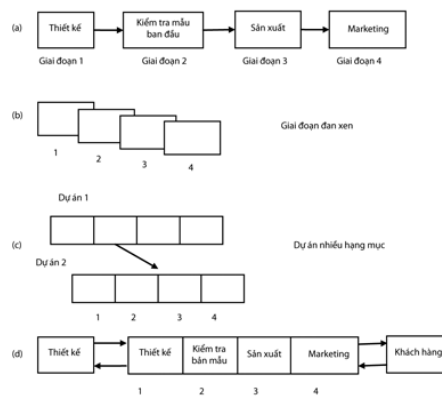 (a)
Thiết kế
Kiểm tra mẫu
ban đầu
Sản xuất
Marketing
Giai đoạn 1
Giai đoạn 2
Giai đoạn 3
Giai đoạn 4
(b)
1
2
3
4
Giai đoạn đan xen
Dự án 1
(c)
Dự án nhiều hạng mục
Dự án 2
1
2
3
4
(d)
Thiết kế
Thiết kế
Kiểm tra
bản mẫu
Sản xuất
Marketing
Khách hàng
1
2
3
4